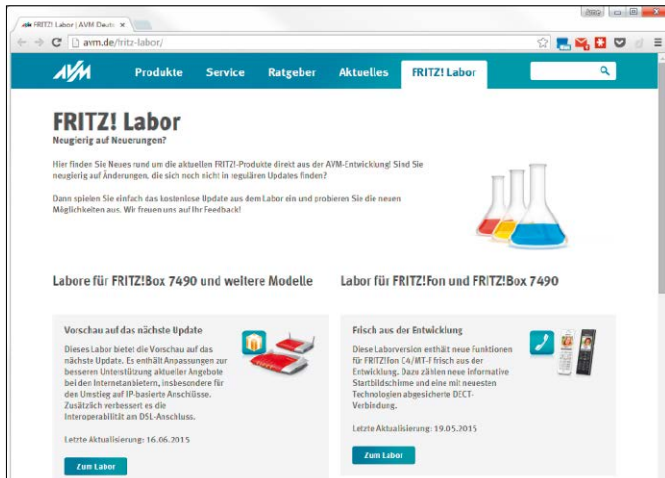 FRITZ! Labor | AVM Deuts
avm.de/fritz-labor/
AVM
Produkte
Service
Ratgeber
Aktuelles
FRITZ! Labor
FRITZ! Labor
Neugierig auf Neuerungen?
Hier finden Sie Neues rund um die aktuellen FRITZ!-Produkte direkt aus der AVM-Entwicklung! Sind Sie
neugierig auf Änderungen, die sich noch nicht in regulären Updates finden?
Dann spielen Sie einfach das kostenlose Update aus dem Labor ein und probieren Sie die neuen
Möglichkeiten aus. Wir freuen uns auf Ihr Feedback!
Labore für FRITZ!Box 7490 und weitere Modelle
Vorschau auf das nächste Update
Dieses Labor bietet die Vorschau auf das
nächste Update. Es enthält Anpassungen zur
besseren Unterstützung aktueller Angebote
bei den Internetanbietern, insbesondere für
den Umstieg auf IP-basierte Anschlüsse.
Zusätzlich verbessert es die
Interoperabilität am DSL-Anschluss.
Letzte Aktualisierung: 16.06.2015
Zum Labor
Labor für FRITZ!Fon und FRITZ!Box 7490
Frisch aus der Entwicklung
Diese Laborversion enthält neue Funktionen
für FRITZ!Fon C4/MT-F frisch aus der
Entwicklung. Dazu zählen neue informative
Startbildschirme und eine mit neuesten
Technologien abgesicherte DECT-
Verbindung.
Letzte Aktualisierung: 19.05.2015
Zum Labor